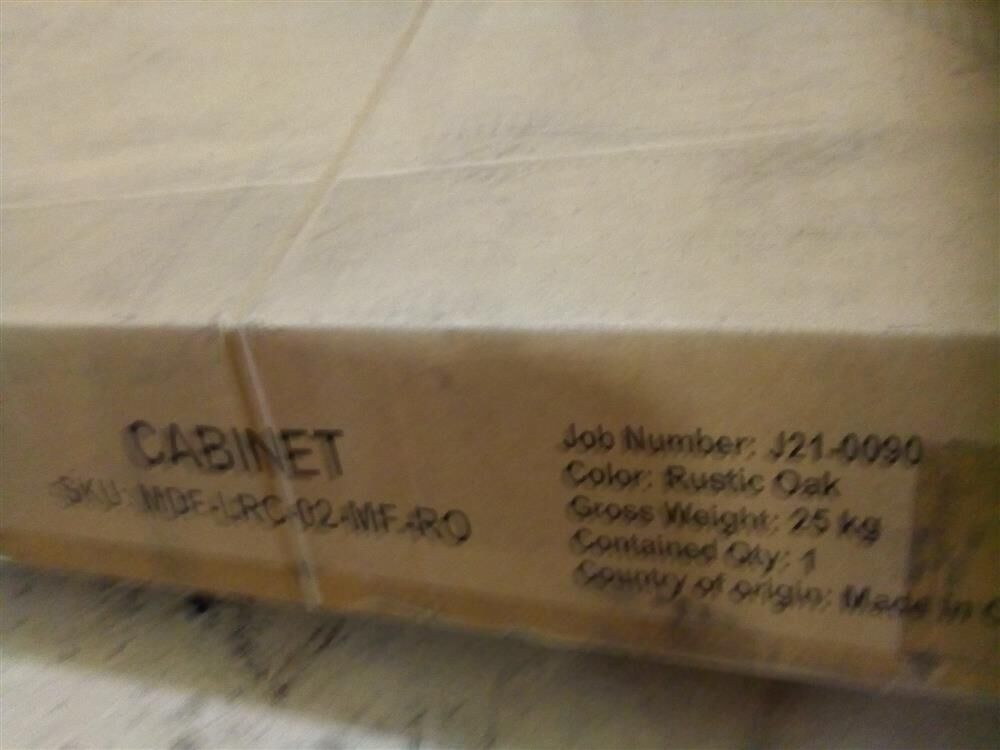 CABINET
SKU: MDF-LRC-02-MF-RO
Job Number: J21-0090
Color: Rustic Oak
Gross Weight: 25 kg
Contained Qty: 1
Country of origin: Made in